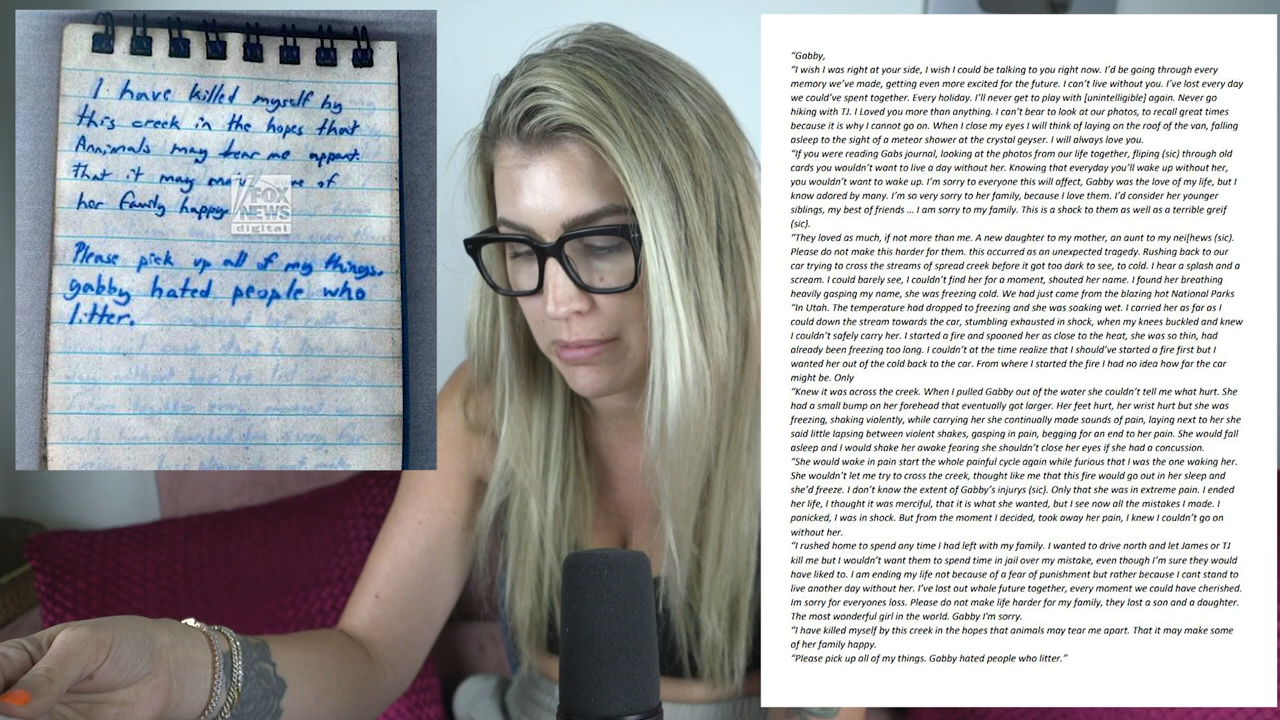 I have killed myself by
this creek in the hopes that
Annimals may tear me appart.
that it may of
her family happy.
FOX
NEWS
digital
Please pick up all of my things.
gabby hated people who
litter.
“Gabby,
“I wish I was right at your side, I wish I could be talking to you right now. I’d be going through every
memory we’ve made, getting even more excited for the future. I can’t live without you. I’ve lost every day
we could’ve spent together. Every holiday. I’ll never get to play with [unintelligible] again. Never go
hiking with TJ. I Loved you more than anything. I can’t bear to look at our photos, to recall great times
because it is why I cannot go on. When I close my eyes I will think of laying on the roof of the van, falling
asleep to the sight of a meteor shower at the crystal geyser. I will always love you.
“If you were reading Gabs journal, looking at the photos from our life together, fliping (sic) through old
cards you wouldn’t want to live a day without her. Knowing that everyday you’ll wake up without her,
you wouldn’t want to wake up. I’m sorry to everyone this will affect, Gabby was the love of my life, but I
know adored by many. I’m so very sorry to her family, because I love them. I’d consider her younger
siblings, my best of friends … I am sorry to my family. This is a shock to them as well as a terrible greif
(sic).
“They loved as much, if not more than me. A new daughter to my mother, an aunt to my nei[hews (sic).
Please do not make this harder for them. this occurred as an unexpected tragedy. Rushing back to our
car trying to cross the streams of spread creek before it got too dark to see, to cold. I hear a splash and a
scream. I could barely see, I couldn’t find her for a moment, shouted her name. I found her breathing
heavily gasping my name, she was freezing cold. We had just come from the blazing hot National Parks
“In Utah. The temperature had dropped to freezing and she was soaking wet. I carried her as far as I
could down the stream towards the car, stumbling exhausted in shock, when my knees buckled and knew
I couldn’t safely carry her. I started a fire and spooned her as close to the heat, she was so thin, had
already been freezing too long. I couldn’t at the time realize that I should’ve started a fire first but I
wanted her out of the cold back to the car. From where I started the fire I had no idea how far the car
might be. Only
“Knew it was across the creek. When I pulled Gabby out of the water she couldn’t tell me what hurt. She
had a small bump on her forehead that eventually got larger. Her feet hurt, her wrist hurt but she was
freezing, shaking violently, while carrying her she continually made sounds of pain, laying next to her she
said little lapsing between violent shakes, gasping in pain, begging for an end to her pain. She would fall
asleep and I would shake her awake fearing she shouldn’t close her eyes if she had a concussion.
“She would wake in pain start the whole painful cycle again while furious that I was the one waking her.
She wouldn’t let me try to cross the creek, thought like me that this fire would go out in her sleep and
she’d freeze. I don’t know the extent of Gabby’s injurys (sic). Only that she was in extreme pain. I ended
her life, I thought it was merciful, that it is what she wanted, but I see now all the mistakes I made. I
panicked, I was in shock. But from the moment I decided, took away her pain, I knew I couldn’t go on
without her.
“I rushed home to spend any time I had left with my family. I wanted to drive north and let James or TJ
kill me but I wouldn’t want them to spend time in jail over my mistake, even though I’m sure they would
have liked to. I am ending my life not because of a fear of punishment but rather because I cant stand to
live another day without her. I’ve lost out whole future together, every moment we could have cherished.
Im sorry for everyones loss. Please do not make life harder for my family, they lost a son and a daughter.
The most wonderful girl in the world. Gabby I’m sorry.
“I have killed myself by this creek in the hopes that animals may tear me apart. That it may make some
of her family happy.
“Please pick up all of my things. Gabby hated people who litter.”